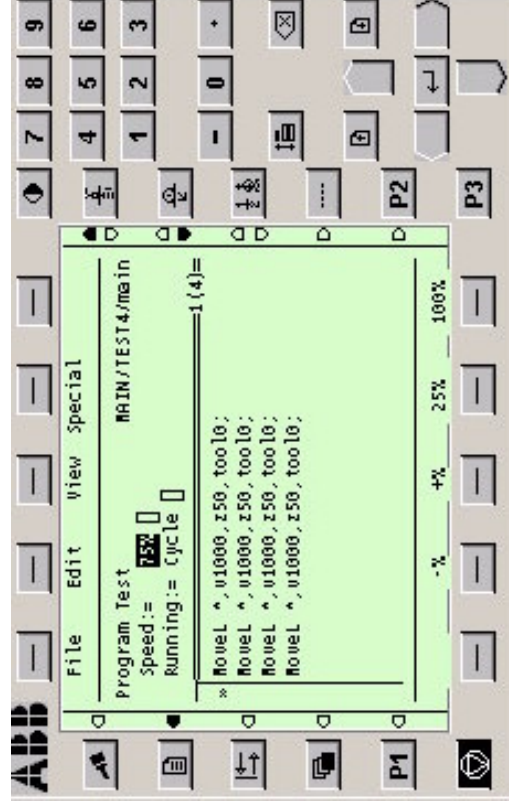 ABB
File Edit View Special
Program Test MAIN/TEST4/main
Speed:= 75%
Running:= Cycle
1(4)
» MoveL *,v1000,z50,tool0;
MoveL *,v1000,z50,tool0;
MoveL *,v1000,z50,tool0;
MoveL *,v1000,z50,tool0;
-% +% 25% 100%
P1
P2
P3
7 8 9
4 5 6
1 2 3
- 0 .